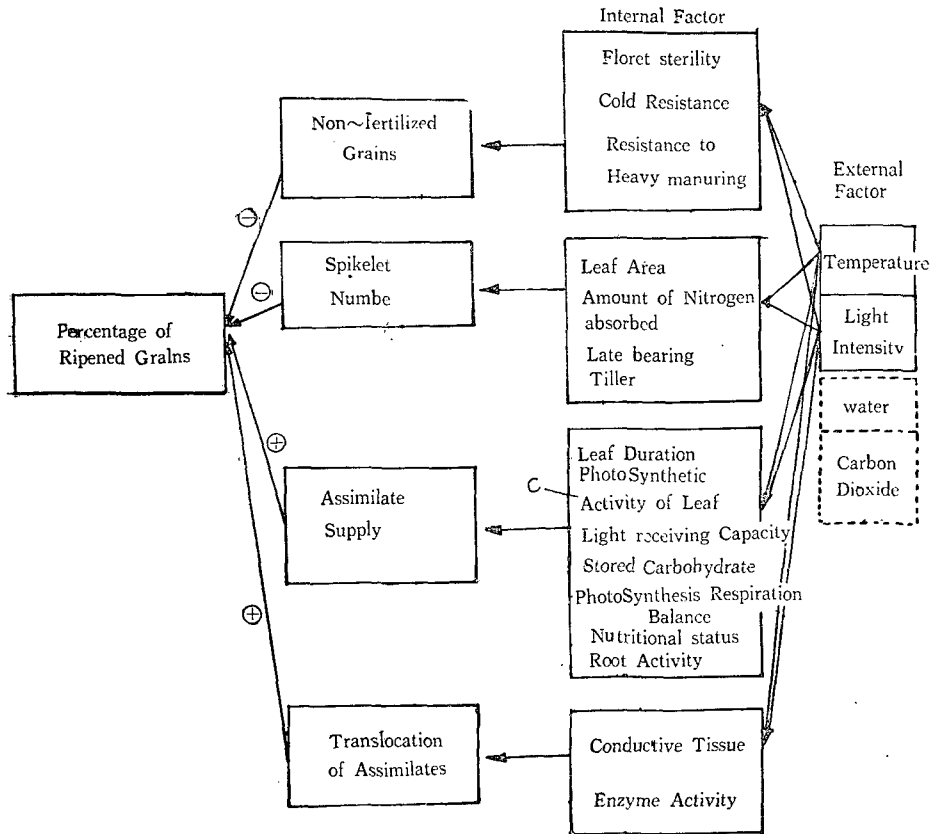 Internal Factor
Floret sterility
Cold Resistance
Resistance to
Heavy manuring
Non~fertilized
Grains
External
Factor
Temperature
Light
Intensitv
water
Carbon
Dioxide
⊖
Spikelet
Numbe
⊖
Leaf Area
Amount of Nitrogen
absorbed
Late bearing
Tiller
Percentage of
Ripened Grains
⊕
Assimilate
Supply
C
Leaf Duration
PhotoSynthetic
Activity of Leaf
Light receiving Capacity
Stored Carbohydrate
PhotoSynthesis Respiration
Balance
Nutritional status
Root Activity
⊕
Translocation
of Assimilates
Conductive Tissue
Enzyme Activity